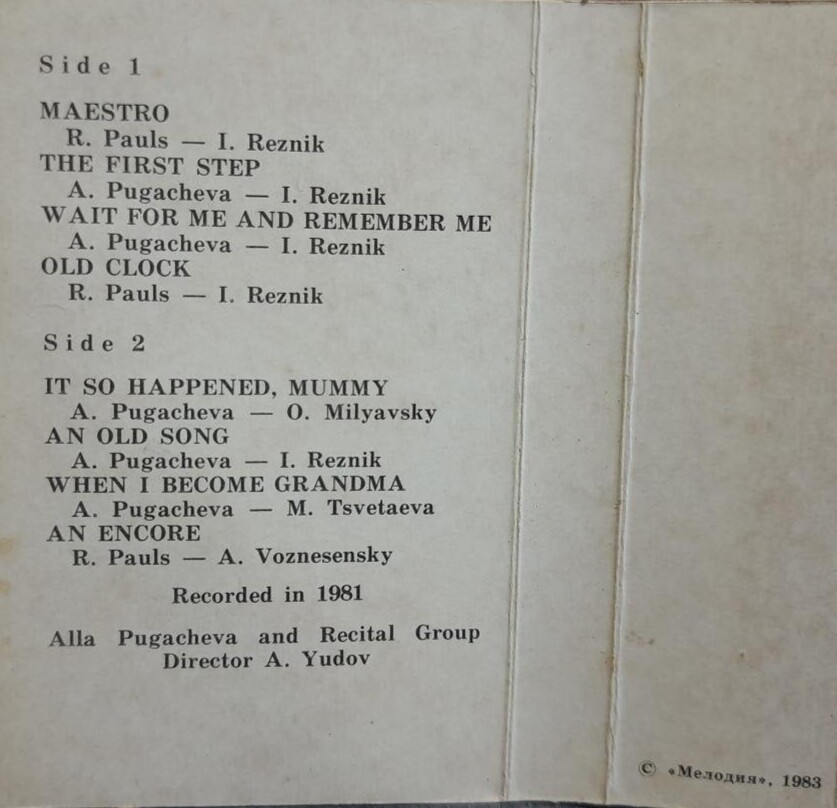 Side 1
MAESTRO
R. Pauls — I. Reznik
THE FIRST STEP
A. Pugacheva — I. Reznik
WAIT FOR ME AND REMEMBER ME
A. Pugacheva — I. Reznik
OLD CLOCK
R. Pauls — I. Reznik
Side 2
IT SO HAPPENED, MUMMY
A. Pugacheva — O. Milyavsky
AN OLD SONG
A. Pugacheva — I. Reznik
WHEN I BECOME GRANDMA
A. Pugacheva — M. Tsvetaeva
AN ENCORE
R. Pauls — A. Voznesensky
Recorded in 1981
Alla Pugacheva and Recital Group
Director A. Yudov
© «Мелодия», 1983